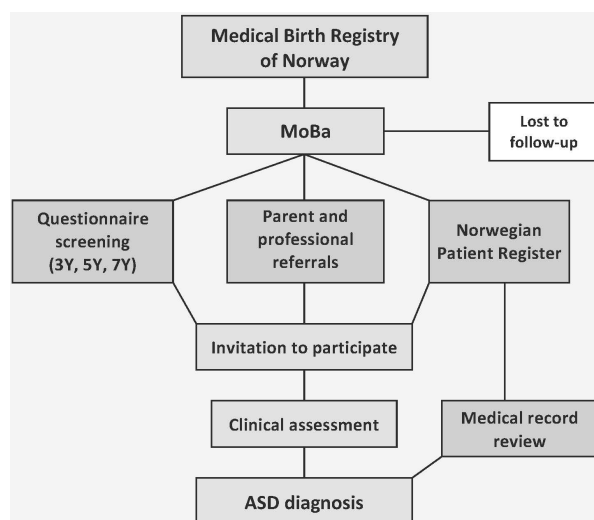 Medical Birth Registry
of Norway
MoBa
Lost to
follow-up
Questionnaire
screening
(3Y, 5Y, 7Y)
Parent and
professional
referrals
Norwegian
Patient Register
Invitation to participate
Clinical assessment
Medical record
review
ASD diagnosis